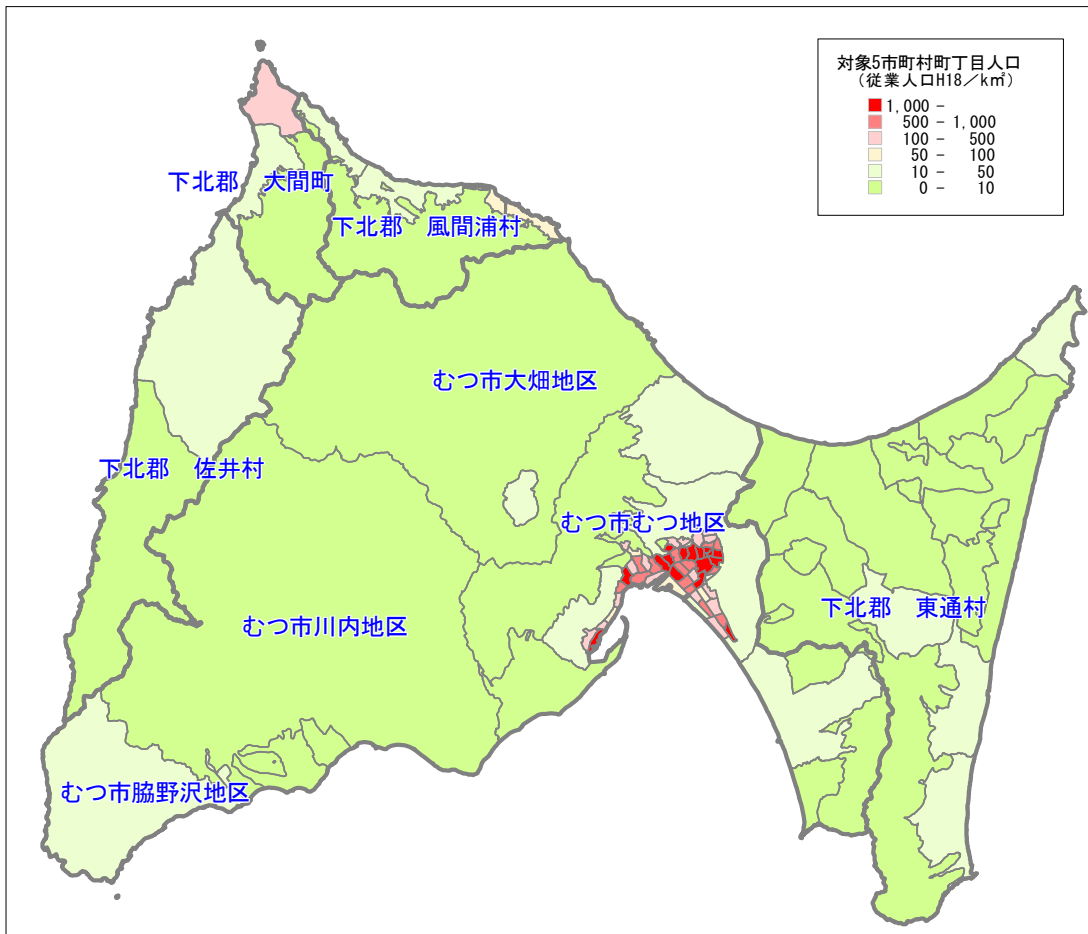 対象5市町村町丁目人口
(従業人口H18／k㎡)
1,000 -
500 - 1,000
100 - 500
50 - 100
10 - 50
0 - 10
下北郡 大間町
下北郡 風間浦村
むつ市大畑地区
下北郡 佐井村
むつ市むつ地区
下北郡 東通村
むつ市川内地区
むつ市脇野沢地区